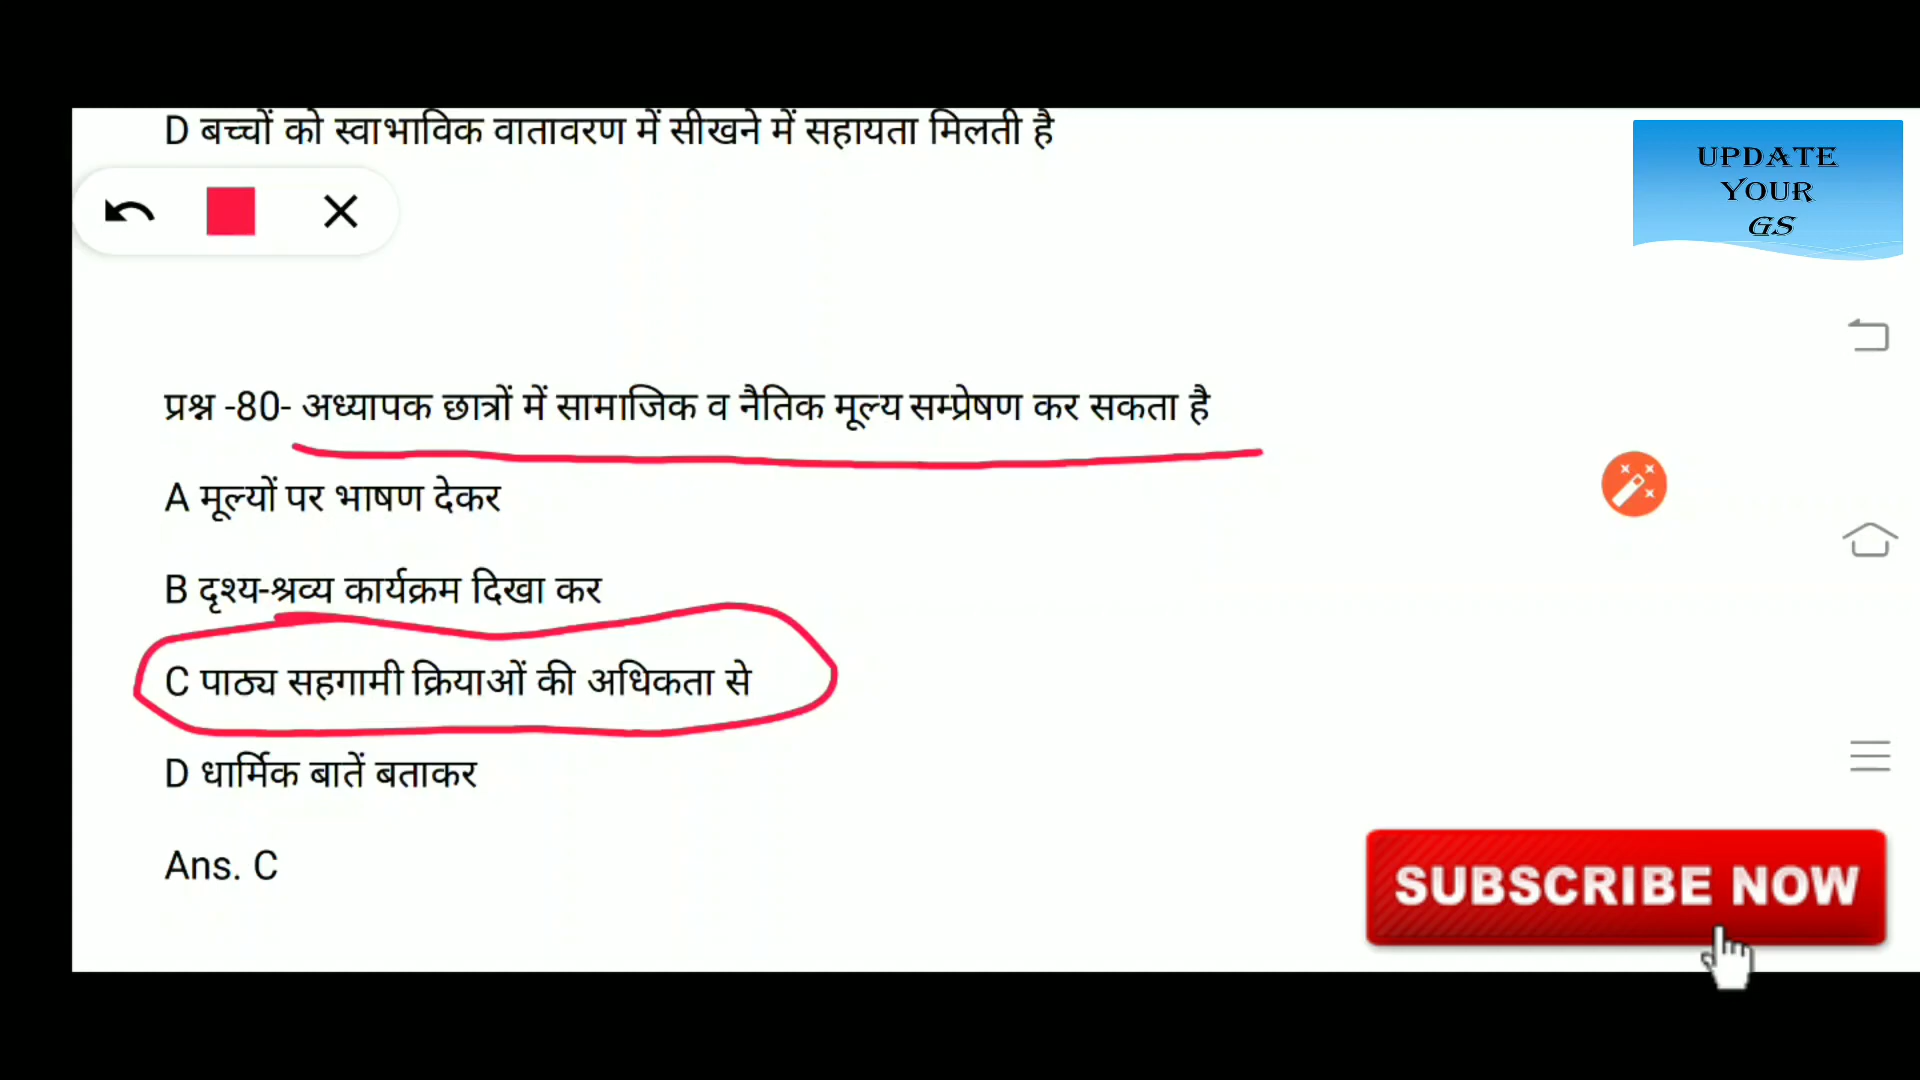 D बच्चों को स्वाभाविक वातावरण में सीखने में सहायता मिलती है
UPDATE
YOUR
GS
प्रश्न -80- अध्यापक छात्रों में सामाजिक व नैतिक मूल्य सम्प्रेषण कर सकता है
A मूल्यों पर भाषण देकर
B दृश्य-श्रव्य कार्यक्रम दिखा कर
C पाठ्य सहगामी क्रियाओं की अधिकता से
D धार्मिक बातें बताकर
Ans. C
SUBSCRIBE NOW